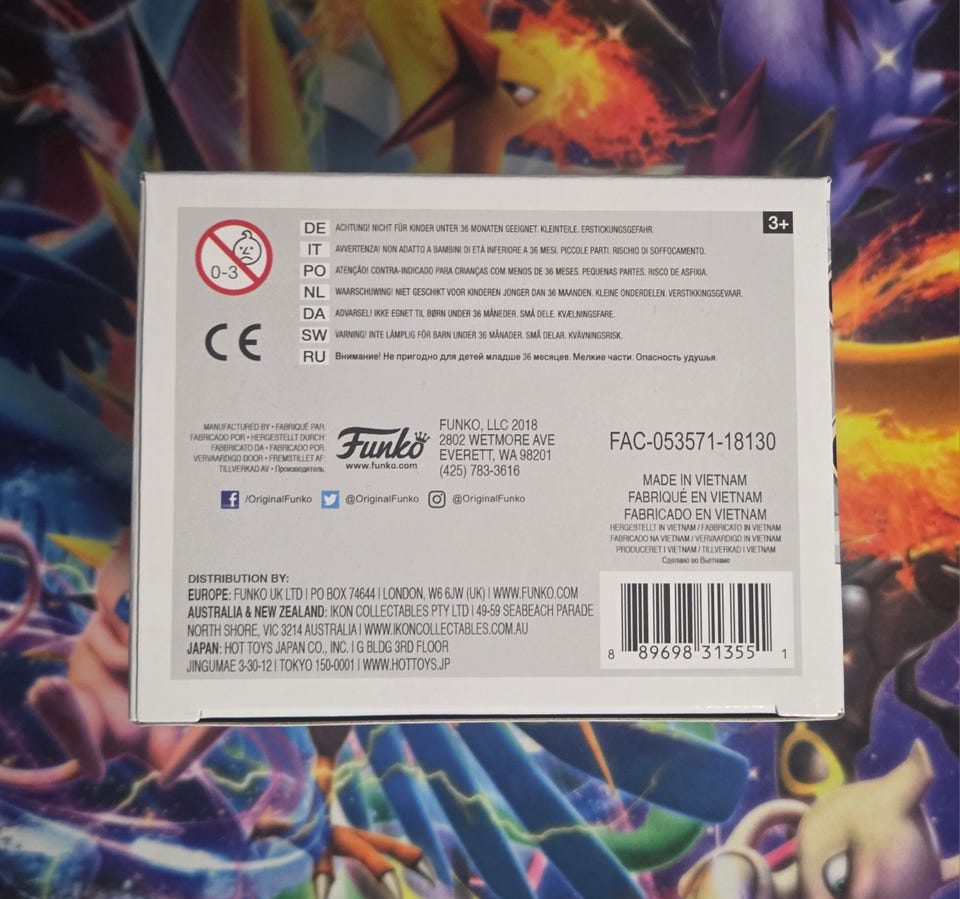 3+
0-3
DE ACHTUNG! NICHT FÜR KINDER UNTER 36 MONATEN GEEIGNET. KLEINTEILE. ERSTICKUNGSGEFAHR.
IT AVVERTENZA! NON ADATTO A BAMBINI DI ETÀ INFERIORE A 36 MESI. PICCOLE PARTI. RISCHIO DI SOFFOCAMENTO.
PO ATENÇÃO! CONTRA-INDICADO PARA CRIANÇAS COM MENOS DE 36 MESES. PEQUENAS PARTES. RISCO DE ASFIXIA.
NL WAARSCHUWING! NIET GESCHIKT VOOR KINDEREN JONGER DAN 36 MAANDEN. KLEINE ONDERDELEN. VERSTIKKINGSGEVAAR.
DA ADVARSEL! IKKE EGNET TIL BØRN UNDER 36 MÅNEDER. SMÅ DELE. KVÆLNINGSFARE.
SW VARNING! INTE LÄMPLIG FÖR BARN UNDER 36 MÅNADER. SMÅ DELAR. KVÄVNINGSRISK.
RU Внимание! Не пригодно для детей младше 36 месяцев. Мелкие части. Опасность удушья.
CE
MANUFACTURED BY • FABRIQUÉ PAR:
FABRICADO POR • HERGESTELLT DURCH:
FABBRICATO DA • FABRICADO POR:
VERVAARDIGD DOOR • FREMSTILLET AF:
TILLVERKAD AV • Производитель:
Funko
www.funko.com
FUNKO, LLC 2018
2802 WETMORE AVE
EVERETT, WA 98201
(425) 783-3616
/OriginalFunko @OriginalFunko @OriginalFunko
FAC-053571-18130
MADE IN VIETNAM
FABRIQUÉ EN VIETNAM
FABRICADO EN VIETNAM
HERGESTELLT IN VIETNAM / FABBRICATO IN VIETNAM
FABRICADO NA VIETNAM / VERVAARDIGD IN VIETNAM
PRODUCERET I VIETNAM / TILLVERKAD I VIETNAM
Сделано во Вьетнаме
DISTRIBUTION BY:
EUROPE: FUNKO UK LTD | PO BOX 74644 | LONDON, W6 6JW (UK) | WWW.FUNKO.COM
AUSTRALIA & NEW ZEALAND: IKON COLLECTABLES PTY LTD | 49-59 SEABEACH PARADE
NORTH SHORE, VIC 3214 AUSTRALIA | WWW.IKONCOLLECTABLES.COM.AU
JAPAN: HOT TOYS JAPAN CO., INC. | G BLDG 3RD FLOOR
JINGUMAE 3-30-12 | TOKYO 150-0001 | WWW.HOTTOYS.JP
8 89698 31355 1